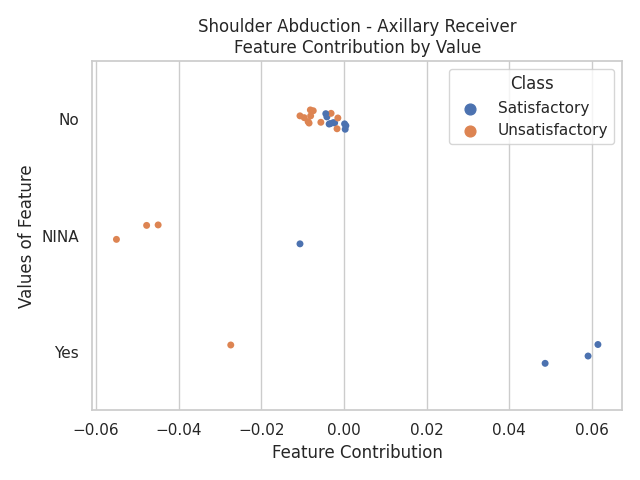 Shoulder Abduction - Axillary Receiver
Feature Contribution by Value
Class
Satisfactory
Unsatisfactory
Values of Feature
No
NINA
Yes
−0.06 −0.04 −0.02 0.00 0.02 0.04 0.06
Feature Contribution